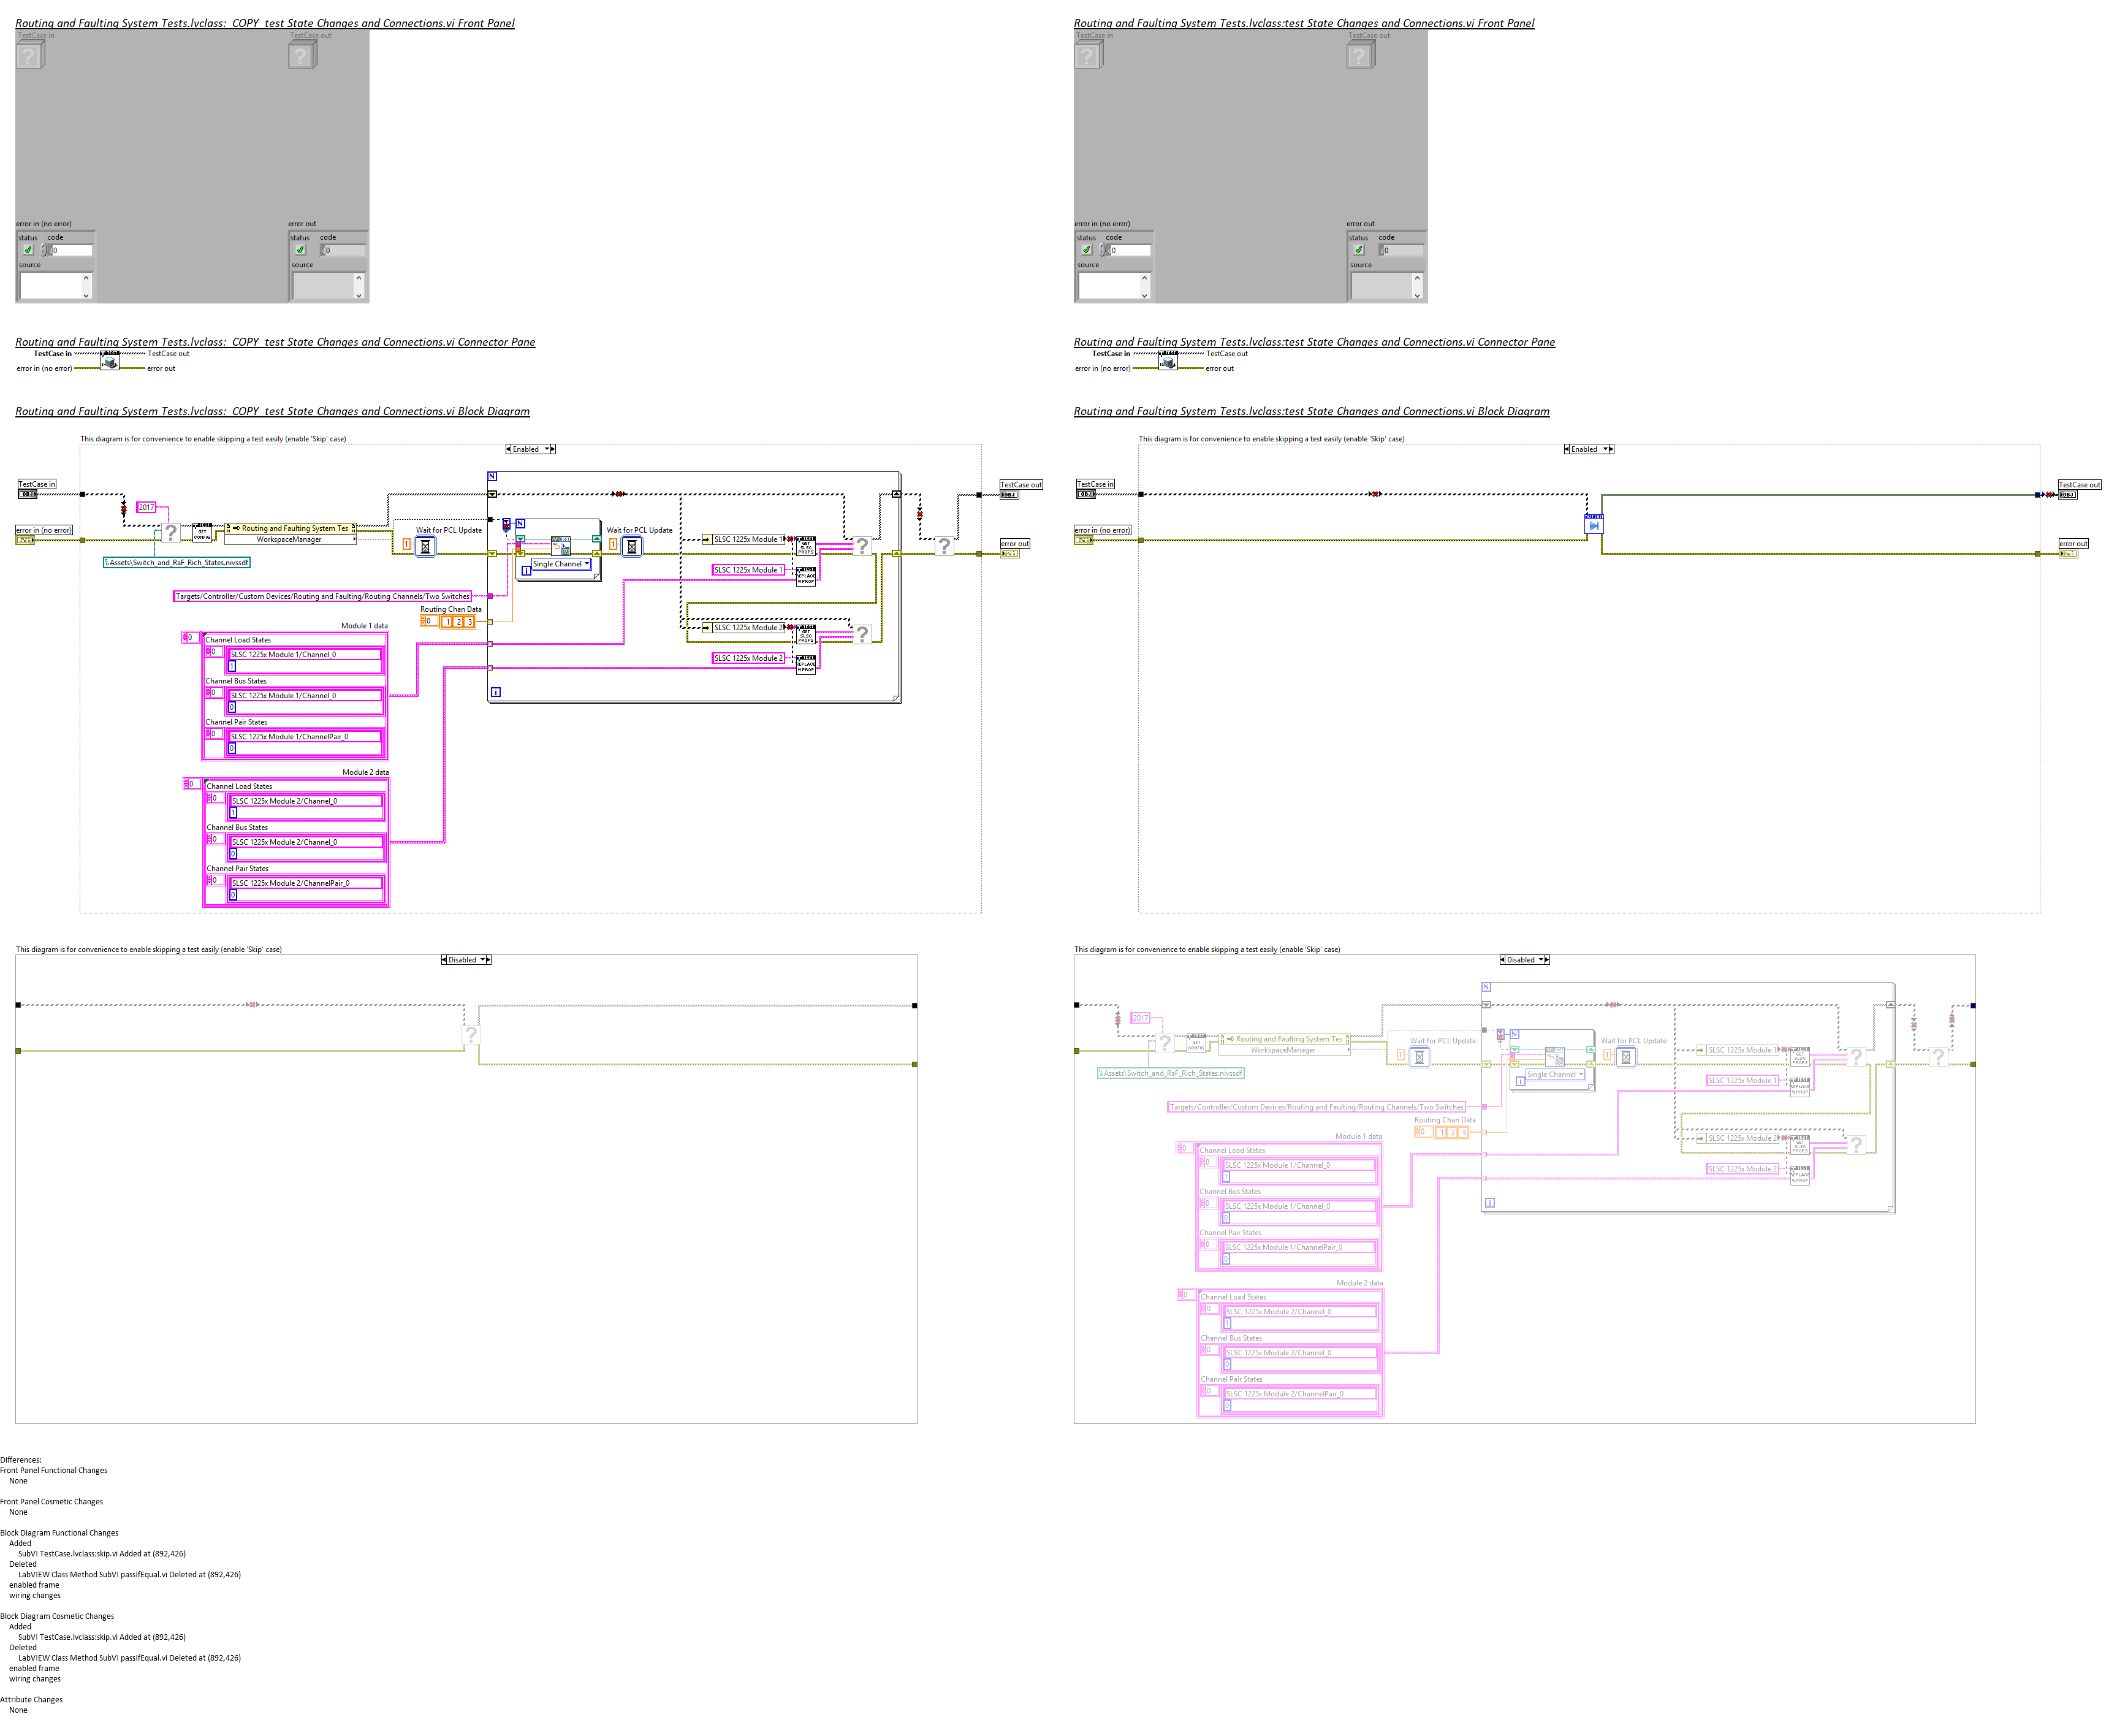 Routing and Faulting System Tests.lvclass:_COPY_test State Changes and Connections.vi Front Panel
TestCase in
TestCase out
error in (no error)
error out
status code
0
source
status code
0
source
Routing and Faulting System Tests.lvclass:_COPY_test State Changes and Connections.vi Connector Pane
TestCase in
TestCase out
error in (no error)
error out
Routing and Faulting System Tests.lvclass:_COPY_test State Changes and Connections.vi Block Diagram
This diagram is for convenience to enable skipping a test easily (enable 'Skip' case)
Enabled
TestCase in
error in (no error)
2017
TEST
GET
CONFIG
Routing and Faulting System Tes
WorkspaceManager
%Assets\Switch_and_RaF_Rich_States.nivssdf
Wait for PCL Update
1
N
N
i
Single Channel
Wait for PCL Update
1
SLSC 1225x Module 1
SLSC 1225x Module 1
SLSC 1225x Module 2
SLSC 1225x Module 2
i
TestCase out
error out
Targets/Controller/Custom Devices/Routing and Faulting/Routing Channels/Two Switches
Routing Chan Data
0 1 2 3
Module 1 data
0
Channel Load States
0 SLSC 1225x Module 1/Channel_0
1
Channel Bus States
0 SLSC 1225x Module 1/Channel_0
0
Channel Pair States
0 SLSC 1225x Module 1/ChannelPair_0
0
Module 2 data
0
Channel Load States
0 SLSC 1225x Module 2/Channel_0
1
Channel Bus States
0 SLSC 1225x Module 2/Channel_0
0
Channel Pair States
0 SLSC 1225x Module 2/ChannelPair_0
0
This diagram is for convenience to enable skipping a test easily (enable 'Skip' case)
Disabled
Routing and Faulting System Tests.lvclass:test State Changes and Connections.vi Front Panel
TestCase in
TestCase out
error in (no error)
error out
status code
0
source
status code
0
source
Routing and Faulting System Tests.lvclass:test State Changes and Connections.vi Connector Pane
TestCase in
TestCase out
error in (no error)
error out
Routing and Faulting System Tests.lvclass:test State Changes and Connections.vi Block Diagram
This diagram is for convenience to enable skipping a test easily (enable 'Skip' case)
Enabled
TestCase in
error in (no error)
TestCase out
error out
This diagram is for convenience to enable skipping a test easily (enable 'Skip' case)
Disabled
2017
GET
CONFIG
Routing and Faulting System Tes
WorkspaceManager
%Assets\Switch_and_RaF_Rich_States.nivssdf
Wait for PCL Update
1
N
N
i
Single Channel
Wait for PCL Update
1
SLSC 1225x Module 1
SLSC 1225x Module 1
SLSC 1225x Module 2
SLSC 1225x Module 2
i
Targets/Controller/Custom Devices/Routing and Faulting/Routing Channels/Two Switches
Routing Chan Data
0 1 2 3
Module 1 data
0
Channel Load States
0 SLSC 1225x Module 1/Channel_0
1
Channel Bus States
0 SLSC 1225x Module 1/Channel_0
0
Channel Pair States
0 SLSC 1225x Module 1/ChannelPair_0
0
Module 2 data
0
Channel Load States
0 SLSC 1225x Module 2/Channel_0
1
Channel Bus States
0 SLSC 1225x Module 2/Channel_0
0
Channel Pair States
0 SLSC 1225x Module 2/ChannelPair_0
0
Differences:
Front Panel Functional Changes
None
Front Panel Cosmetic Changes
None
Block Diagram Functional Changes
Added
SubVI TestCase.lvclass:skip.vi Added at (892,426)
Deleted
LabVIEW Class Method SubVI passIfEqual.vi Deleted at (892,426)
enabled frame
wiring changes
Block Diagram Cosmetic Changes
Added
SubVI TestCase.lvclass:skip.vi Added at (892,426)
Deleted
LabVIEW Class Method SubVI passIfEqual.vi Deleted at (892,426)
enabled frame
wiring changes
Attribute Changes
None